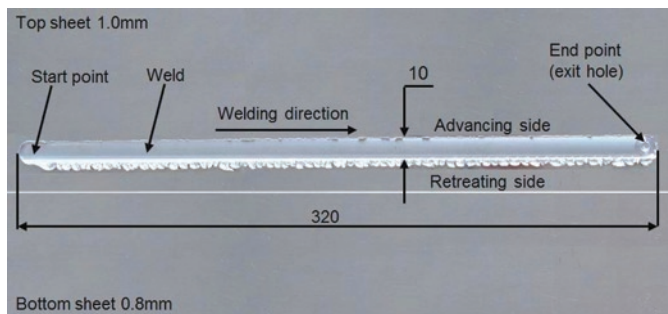 Top sheet 1.0mm
End point
(exit hole)
Start point
Weld
10
Welding direction
Advancing side
Retreating side
320
Bottom sheet 0.8mm